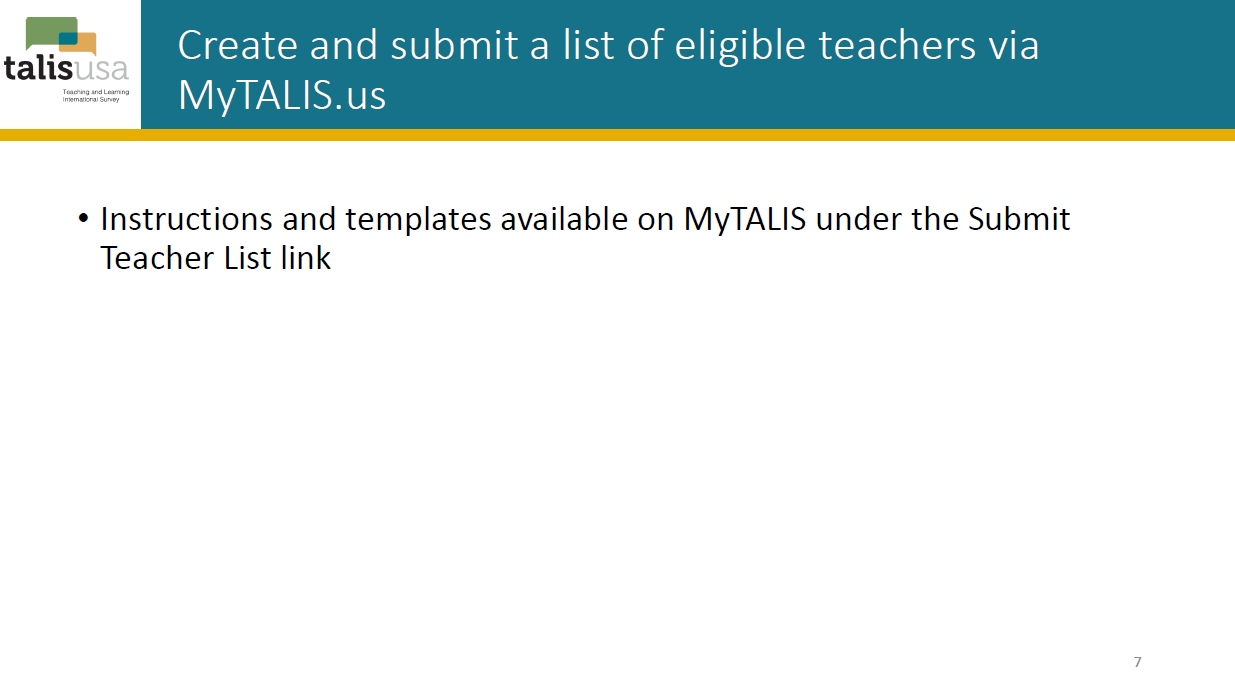 talisusa
Teaching and Learning
International Survey
Create and submit a list of eligible teachers via
MyTALIS.us
• Instructions and templates available on MyTALIS under the Submit
Teacher List link
7